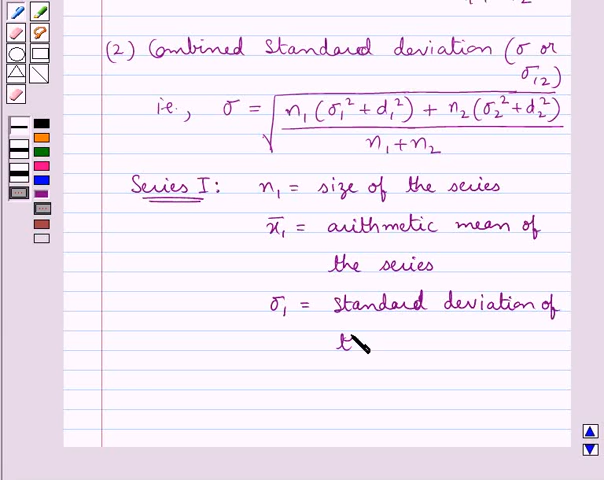 (2) Combined Standard deviation (σ or
σ₁₂)
i.e., σ = √(n₁(σ₁²+d₁²) + n₂(σ₂²+d₂²) / n₁+n₂)
Series I: n₁ = size of the series
x̄₁ = arithmetic mean of
the series
σ₁ = Standard deviation of
t